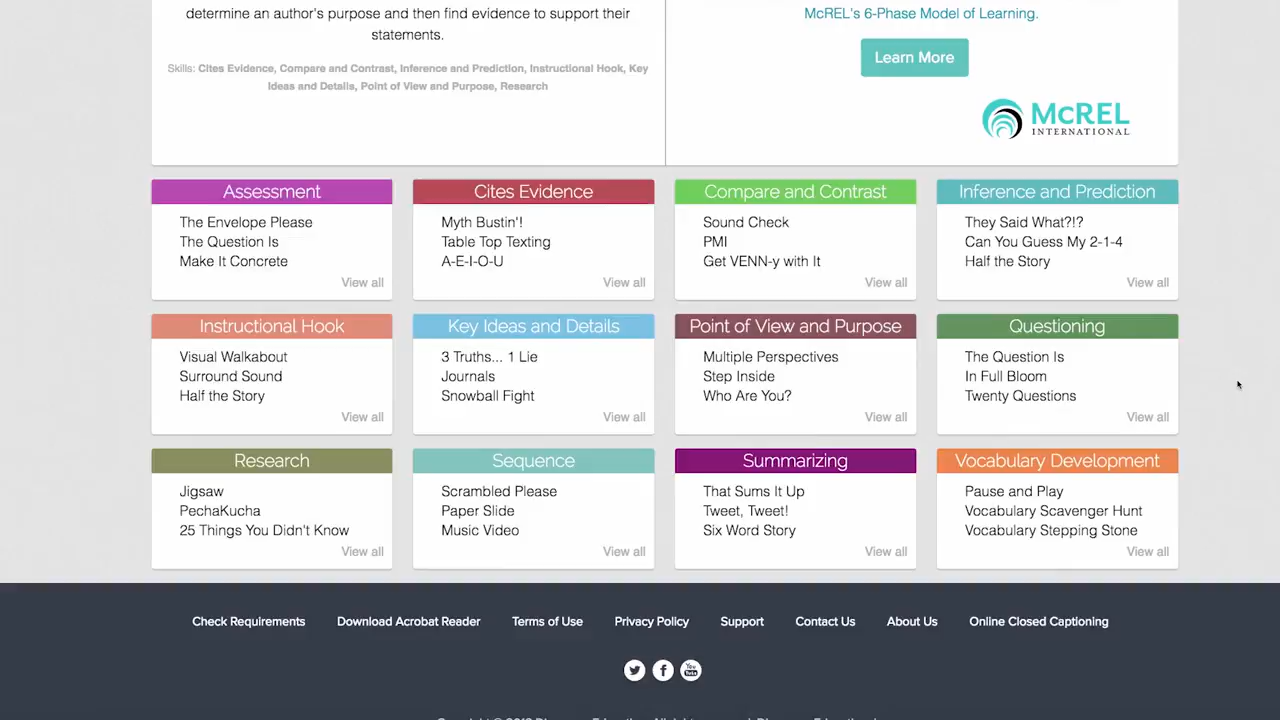 determine an author's purpose and then find evidence to support their
statements.
Skills: Cites Evidence, Compare and Contrast, Inference and Prediction, Instructional Hook, Key
Ideas and Details, Point of View and Purpose, Research
McREL's 6-Phase Model of Learning.
Learn More
McREL
INTERNATIONAL
Assessment
The Envelope Please
The Question Is
Make It Concrete
View all
Cites Evidence
Myth Bustin'!
Table Top Texting
A-E-I-O-U
View all
Compare and Contrast
Sound Check
PMI
Get VENN-y with It
View all
Inference and Prediction
They Said What?!?
Can You Guess My 2-1-4
Half the Story
View all
Instructional Hook
Visual Walkabout
Surround Sound
Half the Story
View all
Key Ideas and Details
3 Truths... 1 Lie
Journals
Snowball Fight
View all
Point of View and Purpose
Multiple Perspectives
Step Inside
Who Are You?
View all
Questioning
The Question Is
In Full Bloom
Twenty Questions
View all
Research
Jigsaw
PechaKucha
25 Things You Didn't Know
View all
Sequence
Scrambled Please
Paper Slide
Music Video
View all
Summarizing
That Sums It Up
Tweet, Tweet!
Six Word Story
View all
Vocabulary Development
Pause and Play
Vocabulary Scavenger Hunt
Vocabulary Stepping Stone
View all
Check Requirements
Download Acrobat Reader
Terms of Use
Privacy Policy
Support
Contact Us
About Us
Online Closed Captioning
You Tube